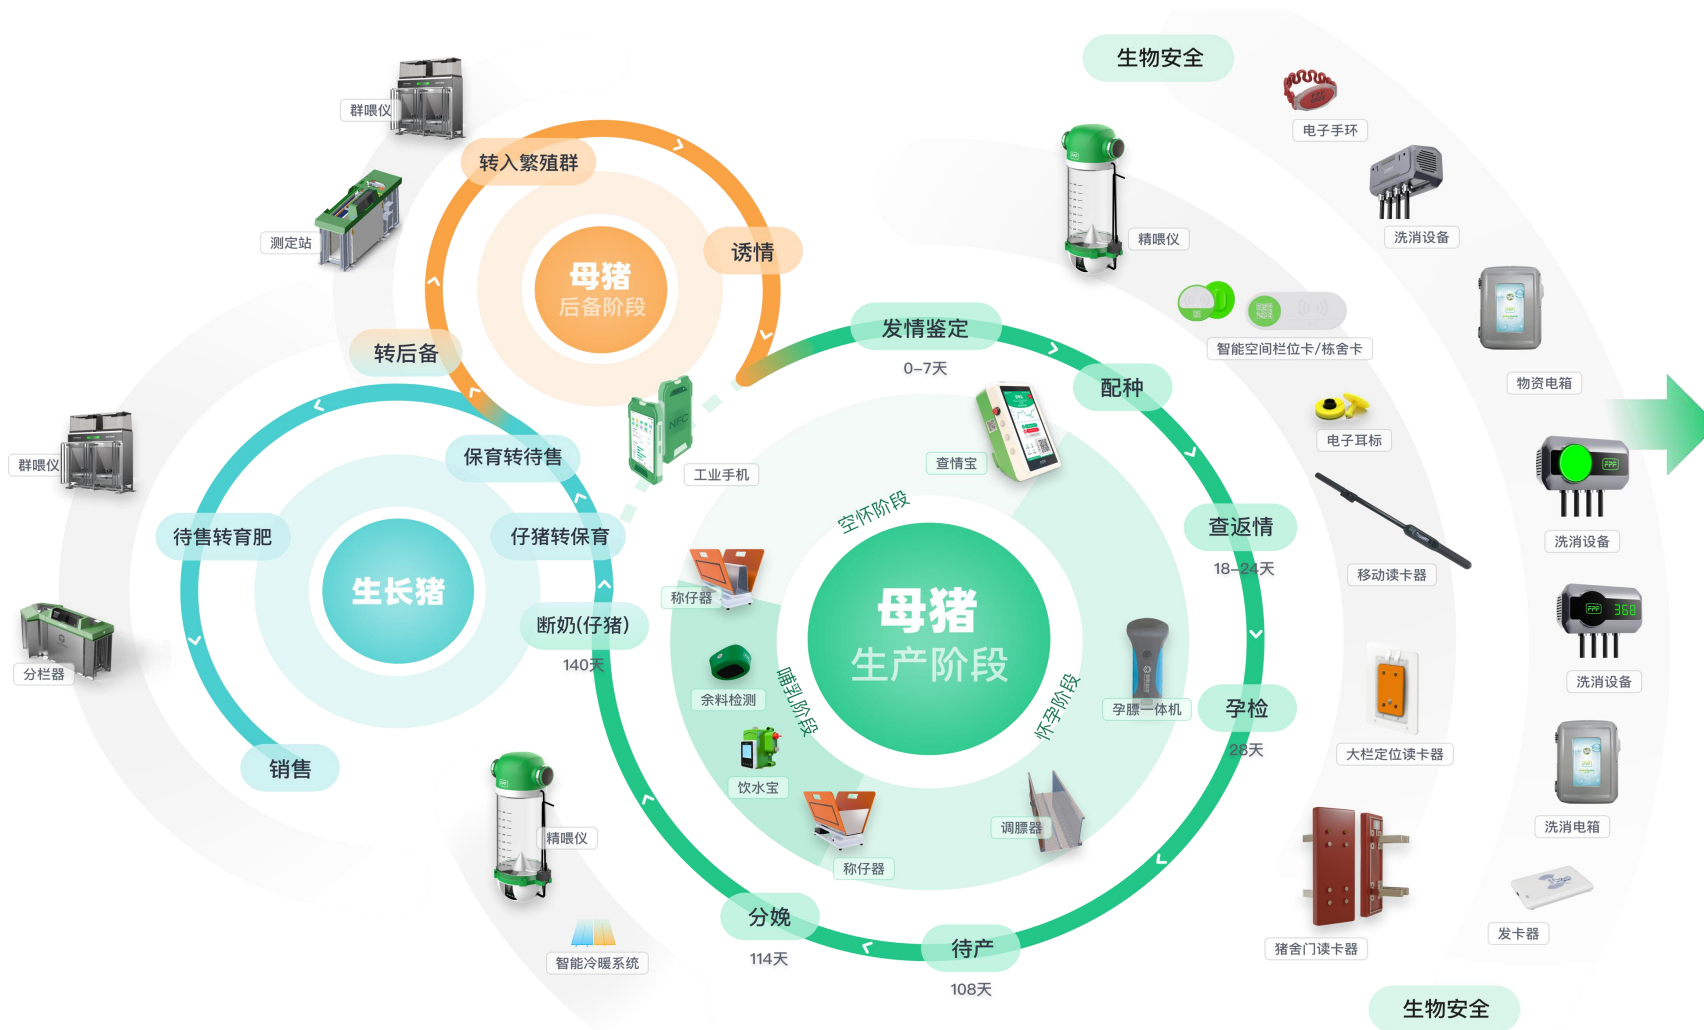 生物安全
电子手环
群喂仪
转入繁殖群
洗消设备
测定站
诱情
精喂仪
母猪
后备阶段
发情鉴定
0–7天
智能空间栏位卡/栋舍卡
转后备
配种
物资电箱
NFC
电子耳标
群喂仪
保育转待售
工业手机
查情宝
FPF
待售转育肥
仔猪转保育
空怀阶段
查返情
18–24天
洗消设备
移动读卡器
生长猪
称仔器
母猪
生产阶段
断奶(仔猪)
140天
FPF
368
分栏器
余料检测
哺乳阶段
怀孕阶段
孕膘一体机
孕检
28天
洗消设备
大栏定位读卡器
销售
饮水宝
调膘器
洗消电箱
精喂仪
称仔器
分娩
114天
待产
108天
猪舍门读卡器
发卡器
智能冷暖系统
生物安全